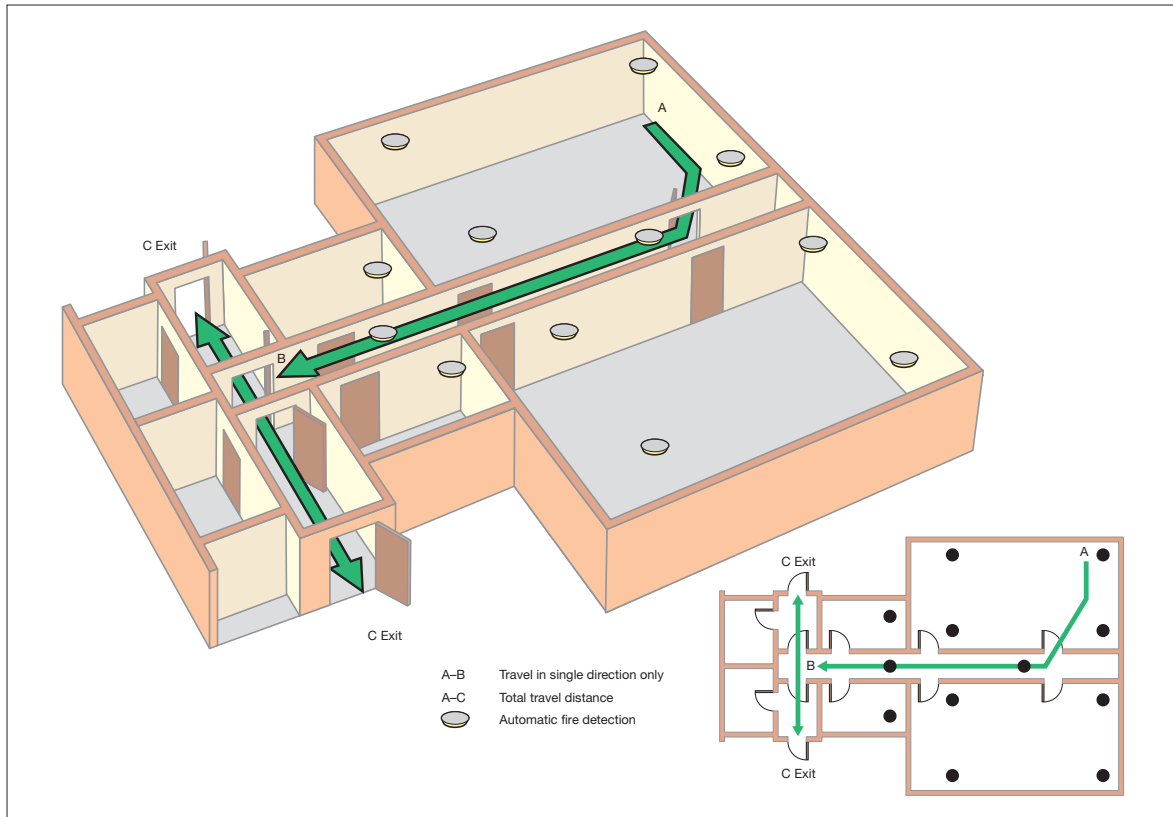 A
C Exit
B
C Exit
A–B Travel in single direction only
A–C Total travel distance
Automatic fire detection
C Exit
A
B
C Exit